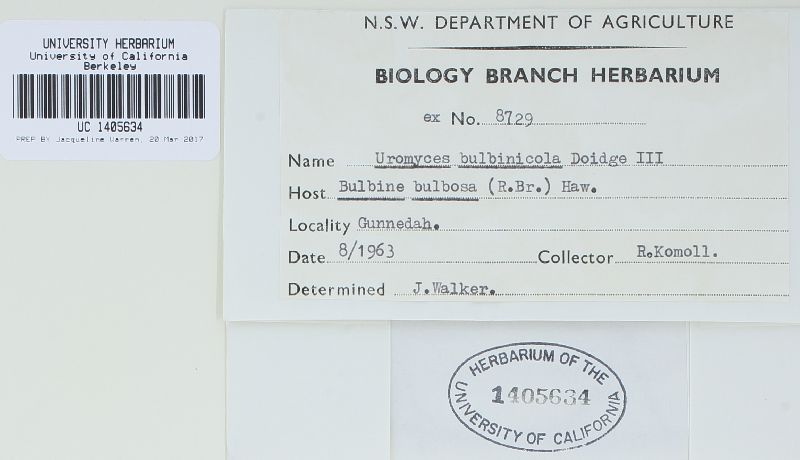 UNIVERSITY HERBARIUM
University of California
Berkeley
UC 1405634
PREP BY Jacqueline Warren, 20 Mar 2017
N.S.W. DEPARTMENT OF AGRICULTURE
BIOLOGY BRANCH HERBARIUM
ex No. 8729
Name Uromyces bulbinicola Doidge III
Host Bulbine bulbosa (R.Br.) Haw.
Locality Gunnedah.
Date 8/1963 Collector R.Komoll.
Determined J.Walker.
HERBARIUM OF THE
1405634
UNIVERSITY OF CALIFORNIA